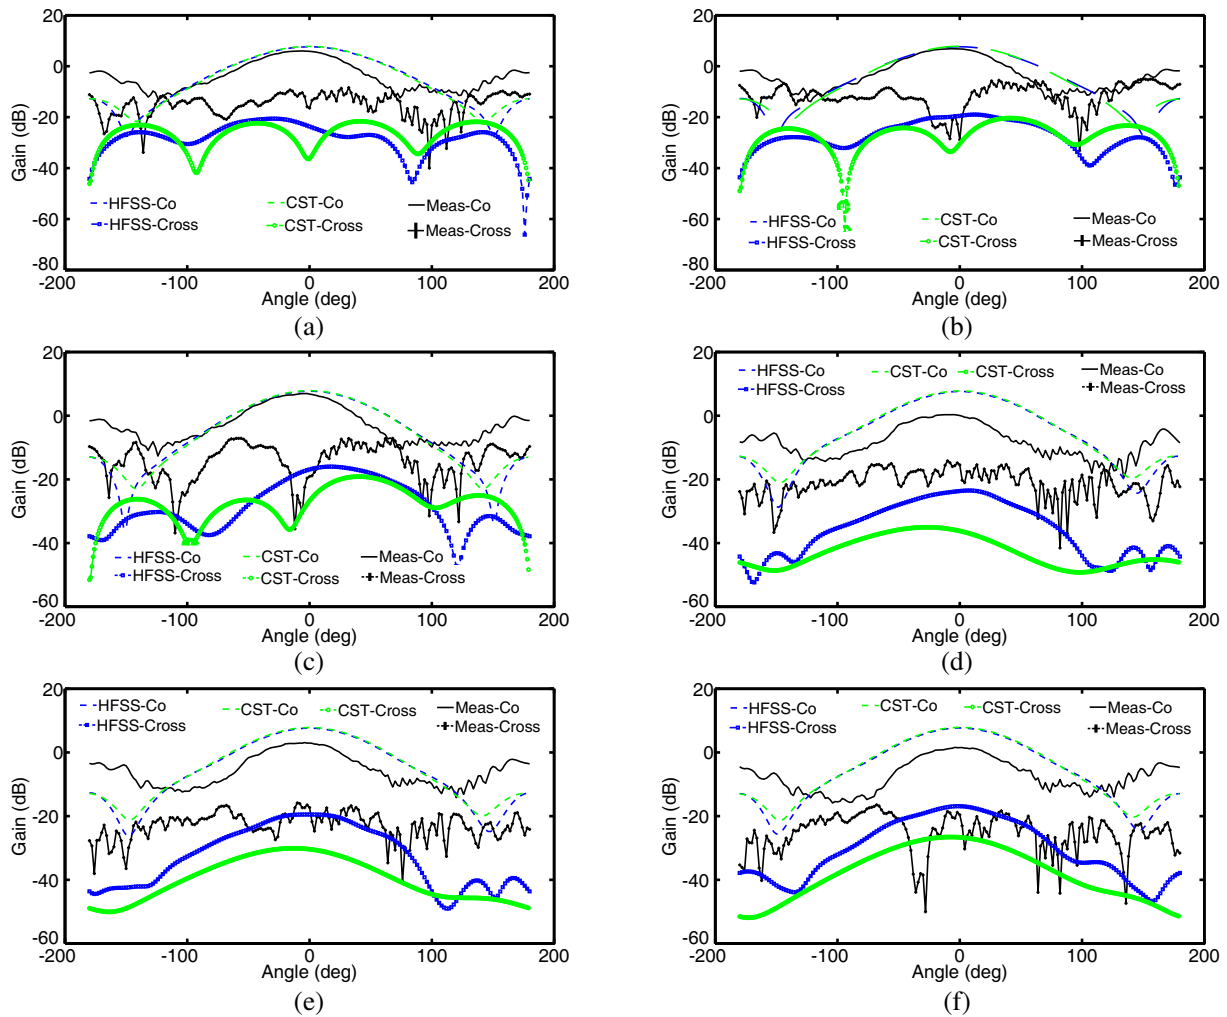 20
0
-20
-40
-60
-80
-200
-100
0
100
200
Gain (dB)
Angle (deg)
HFSS-Co
CST-Co
Meas-Co
HFSS-Cross
CST-Cross
Meas-Cross
(a)
20
0
-20
-40
-60
-80
-200
-100
0
100
200
Gain (dB)
Angle (deg)
HFSS-Co
CST-Co
Meas-Co
HFSS-Cross
CST-Cross
Meas-Cross
(b)
20
0
-20
-40
-60
-200
-100
0
100
200
Gain (dB)
Angle (deg)
HFSS-Co
CST-Co
Meas-Co
HFSS-Cross
CST-Cross
Meas-Cross
(c)
20
0
-20
-40
-60
-200
-100
0
100
200
Gain (dB)
Angle (deg)
HFSS-Co
CST-Co
CST-Cross
Meas-Co
HFSS-Cross
Meas-Cross
(d)
20
0
-20
-40
-60
-200
-100
0
100
200
Gain (dB)
Angle (deg)
HFSS-Co
CST-Co
CST-Cross
Meas-Co
HFSS-Cross
Meas-Cross
(e)
20
0
-20
-40
-60
-200
-100
0
100
200
Gain (dB)
Angle (deg)
HFSS-Co
CST-Co
CST-Cross
Meas-Co
HFSS-Cross
Meas-Cross
(f)